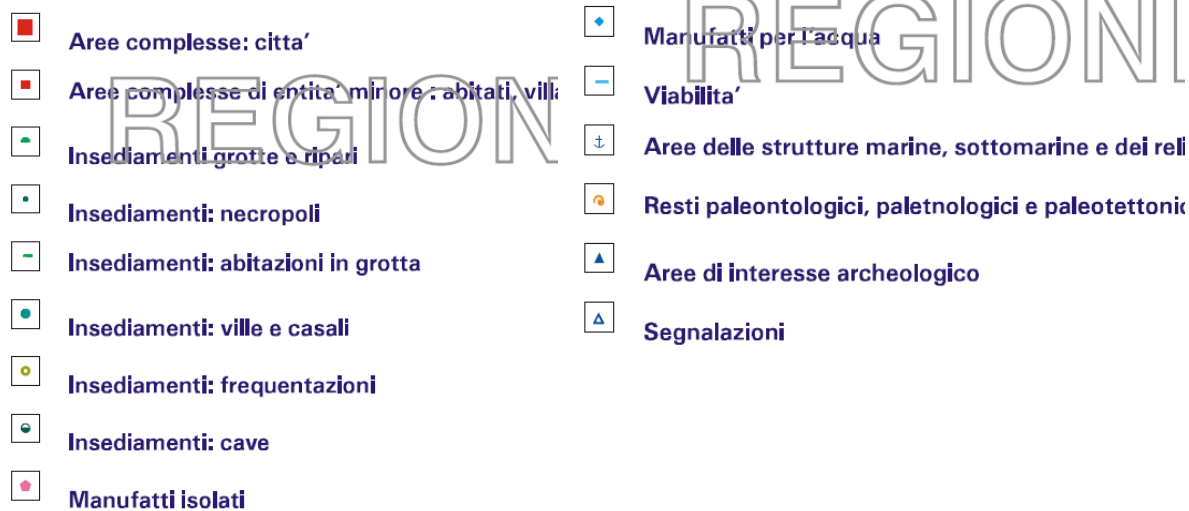 Aree complesse: citta'
Aree complesse di entita' minore : abitati, villa
Insediamenti grotte e ripari
Insediamenti: necropoli
Insediamenti: abitazioni in grotta
Insediamenti: ville e casali
Insediamenti: frequentazioni
Insediamenti: cave
Manufatti isolati
REGION
Manufatti per l'acqua
Viabilita'
Aree delle strutture marine, sottomarine e dei reli
Resti paleontologici, paletnologici e paleotettonic
Aree di interesse archeologico
Segnalazioni
REGIONE